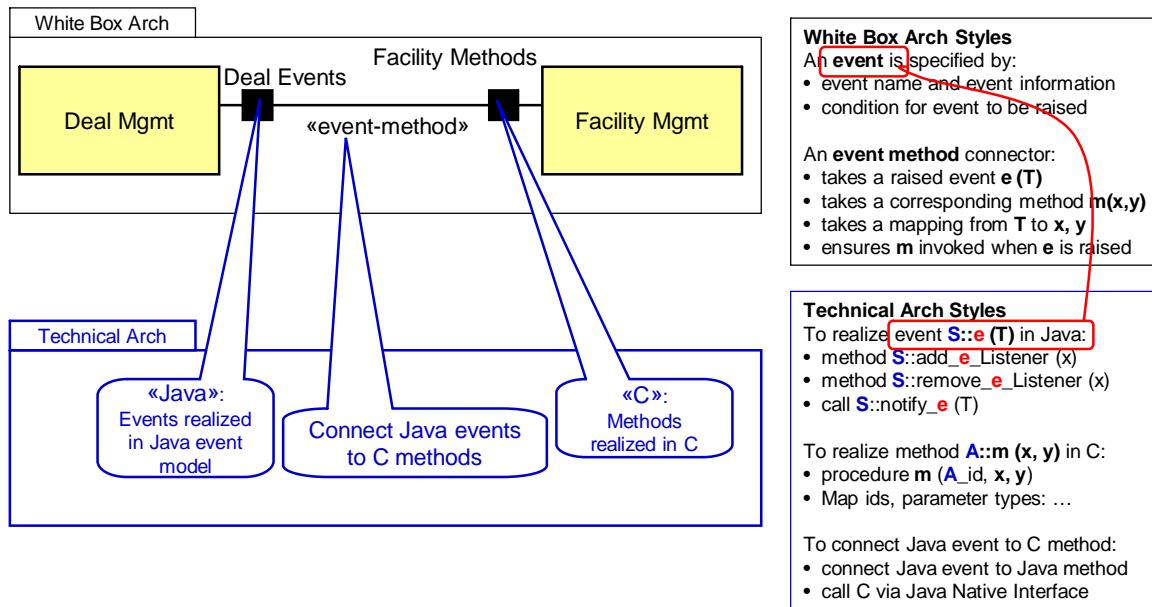 White Box Arch
Facility Methods
Deal Events
Deal Mgmt
«event-method»
Facility Mgmt
Technical Arch
«Java»:
Events realized
in Java event
model
Connect Java events
to C methods
«C»:
Methods
realized in C
White Box Arch Styles
An event is specified by:
• event name and event information
• condition for event to be raised
An event method connector:
• takes a raised event e (T)
• takes a corresponding method m(x,y)
• takes a mapping from T to x, y
• ensures m invoked when e is raised
Technical Arch Styles
To realize event S::e (T) in Java:
• method S::add_e_Listener (x)
• method S::remove_e_Listener (x)
• call S::notify_e (T)
To realize method A::m (x, y) in C:
• procedure m (A_id, x, y)
• Map ids, parameter types: …
To connect Java event to C method:
• connect Java event to Java method
• call C via Java Native Interface